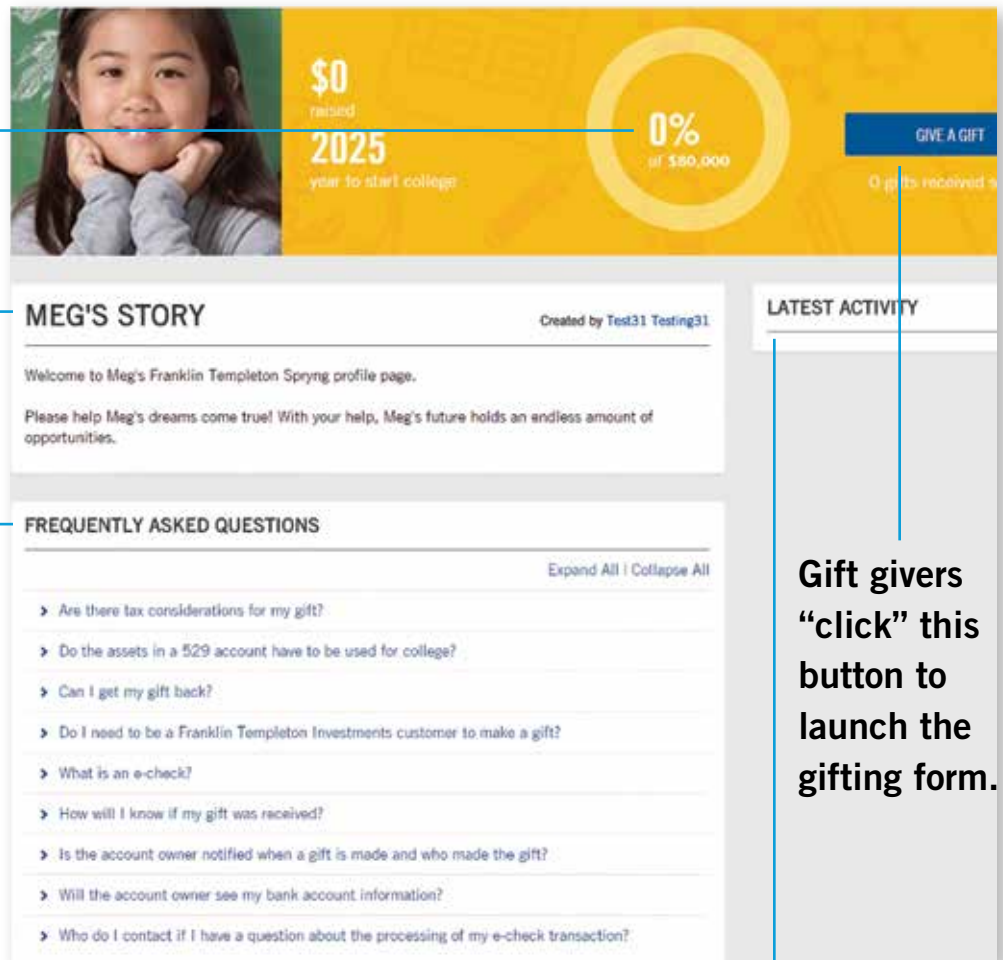 $0
raised
2025
year to start college
0%
of $80,000
GIVE A GIFT
0 gifts received
MEG'S STORY
Created by Test31 Testing31
Welcome to Meg's Franklin Templeton Spryng profile page.
Please help Meg's dreams come true! With your help, Meg's future holds an endless amount of
opportunities.
LATEST ACTIVITY
FREQUENTLY ASKED QUESTIONS
Expand All | Collapse All
Are there tax considerations for my gift?
Do the assets in a 529 account have to be used for college?
Can I get my gift back?
Do I need to be a Franklin Templeton Investments customer to make a gift?
What is an e-check?
How will I know if my gift was received?
Is the account owner notified when a gift is made and who made the gift?
Will the account owner see my bank account information?
Who do I contact if I have a question about the processing of my e-check transaction?
Gift givers
“click” this
button to
launch the
gifting form.